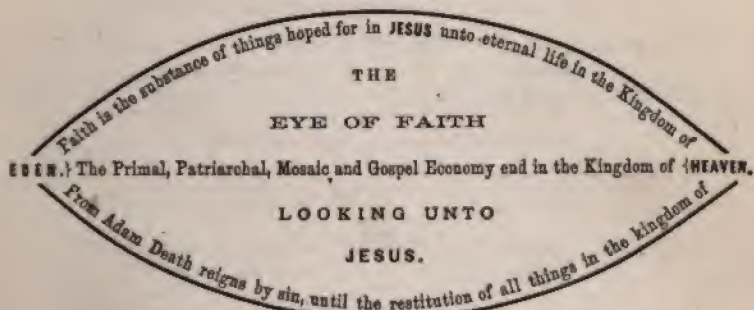 Faith is the substance of things hoped for in JESUS unto eternal life in the Kingdom of
THE
EYE OF FAITH
EDEN.} The Primal, Patriarchal, Mosaic and Gospel Economy end in the Kingdom of {HEAVEN.
LOOKING UNTO
JESUS.
From Adam Death reigns by sin, until the restitution of all things in the kingdom of